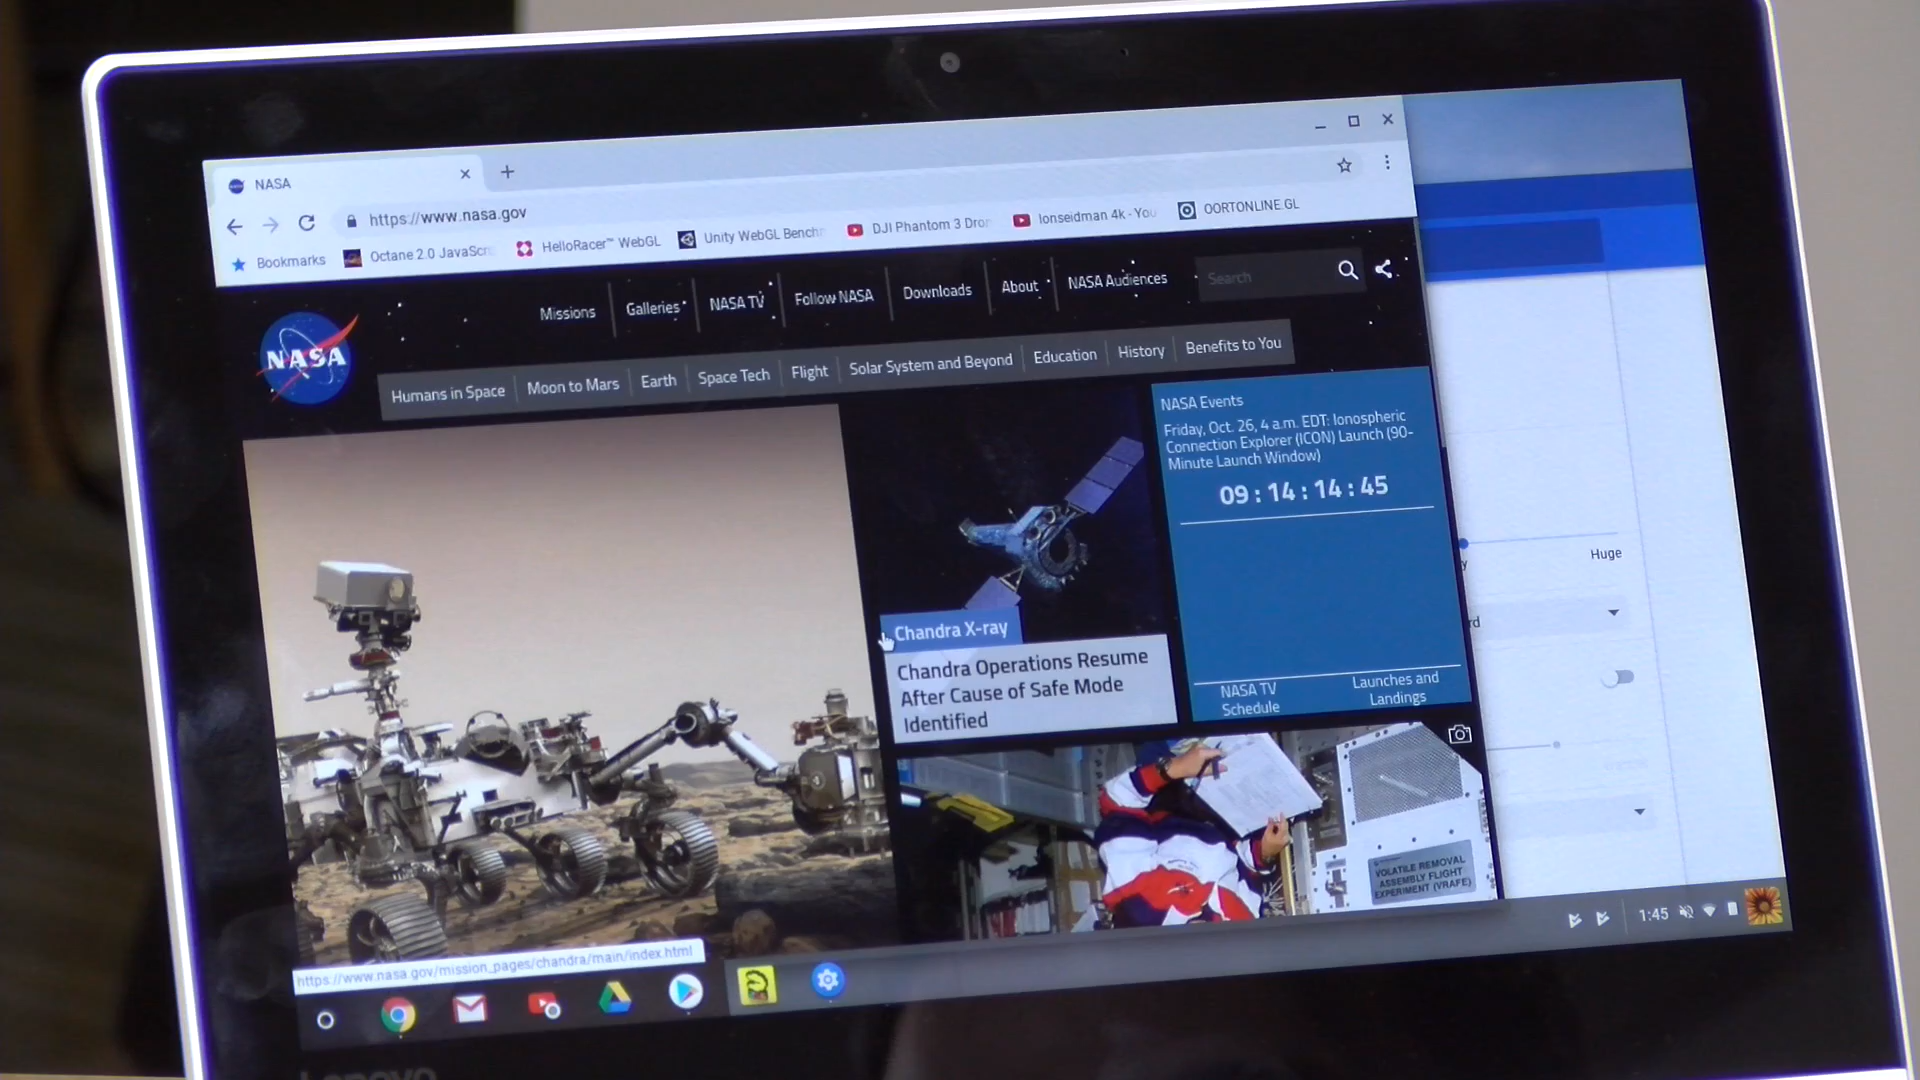 NASA
https://www.nasa.gov
Bookmarks
Octane 2.0 JavaScri
HelloRacer™ WebGL
Unity WebGL Benchm
DJI Phantom 3 Dron
lonseidman 4k - You
OORTONLINE.GL
Missions
Galleries
NASA TV
Follow NASA
Downloads
About
NASA Audiences
Search
NASA
Humans in Space
Moon to Mars
Earth
Space Tech
Flight
Solar System and Beyond
Education
History
Benefits to You
NASA Events
Friday, Oct. 26, 4 a.m. EDT: Ionospheric
Connection Explorer (ICON) Launch (90-
Minute Launch Window)
09 : 14 : 14 : 45
NASA TV
Schedule
Launches and
Landings
Chandra X-ray
Chandra Operations Resume
After Cause of Safe Mode
Identified
Huge
VOLATILE REMOVAL
ASSEMBLY FLIGHT
EXPERIMENT (VRAFE)
https://www.nasa.gov/mission_pages/chandra/main/index.html
1:45
Lenovo